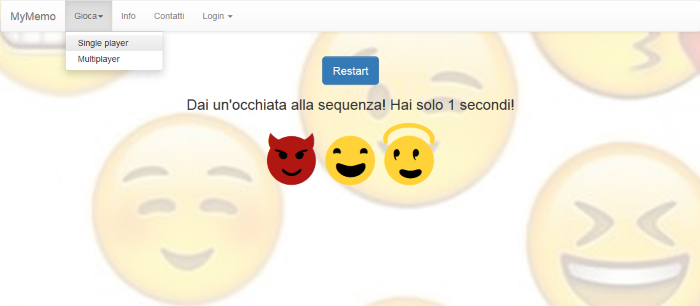 MyMemo Gioca Info Contatti Login
Single player
Multiplayer
Restart
Dai un'occhiata alla sequenza! Hai solo 1 secondi!